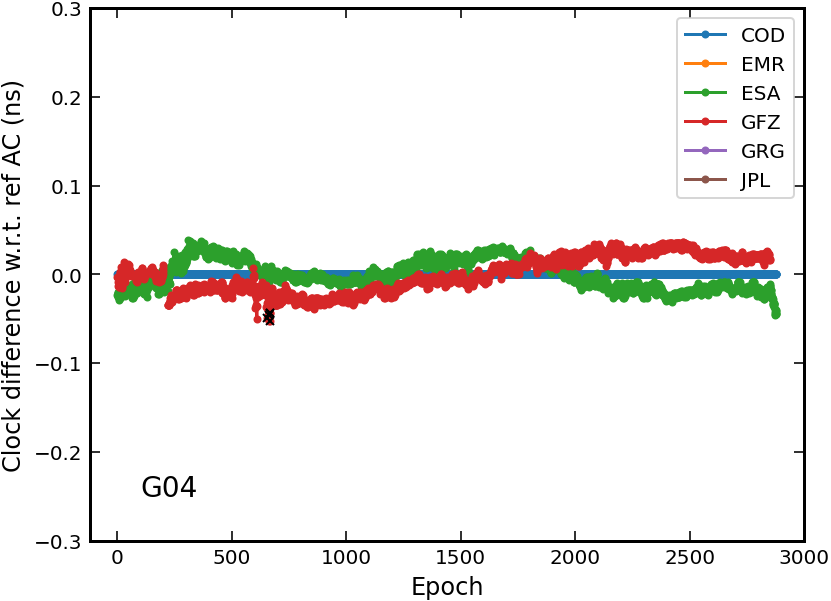 Clock difference w.r.t. ref AC (ns)
0.3
0.2
0.1
0.0
−0.1
−0.2
−0.3
COD
EMR
ESA
GFZ
GRG
JPL
G04
0 500 1000 1500 2000 2500 3000
Epoch